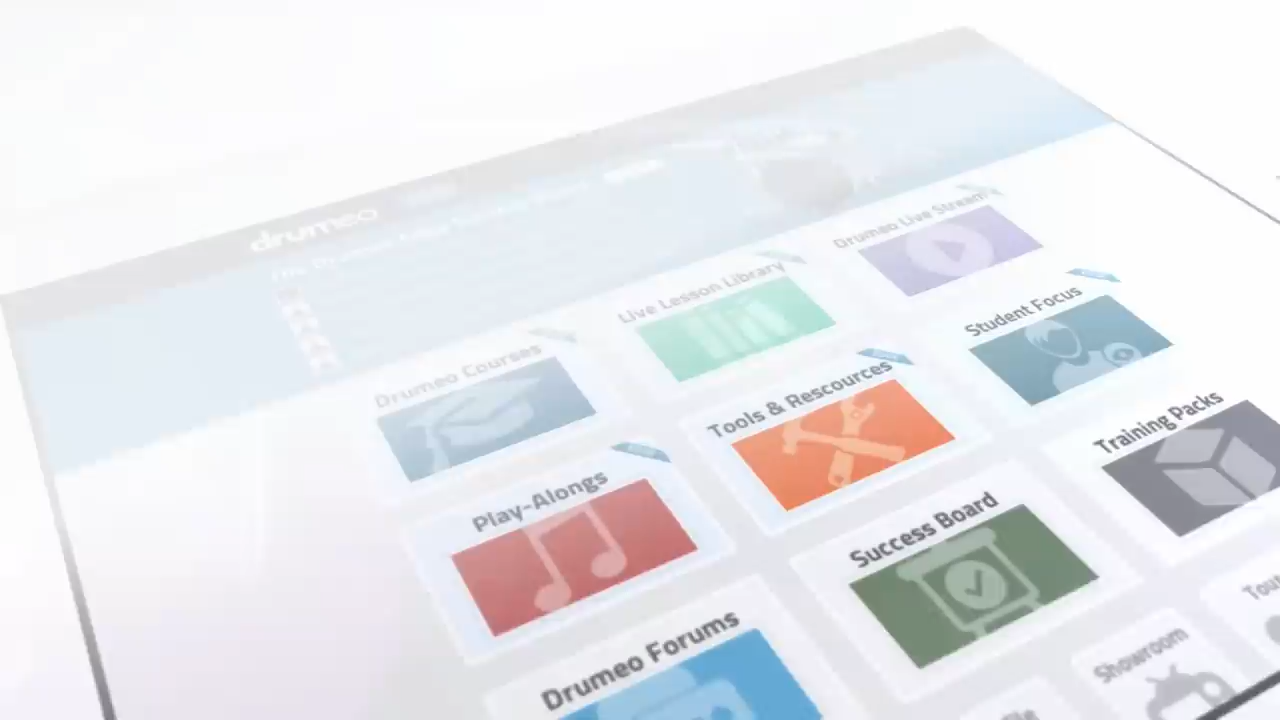 drumeo
Drumeo Courses
Live Lesson Library
Drumeo Live Stream
Play-Alongs
Tools & Rescources
Student Focus
Drumeo Forums
Success Board
Training Packs
Showroom